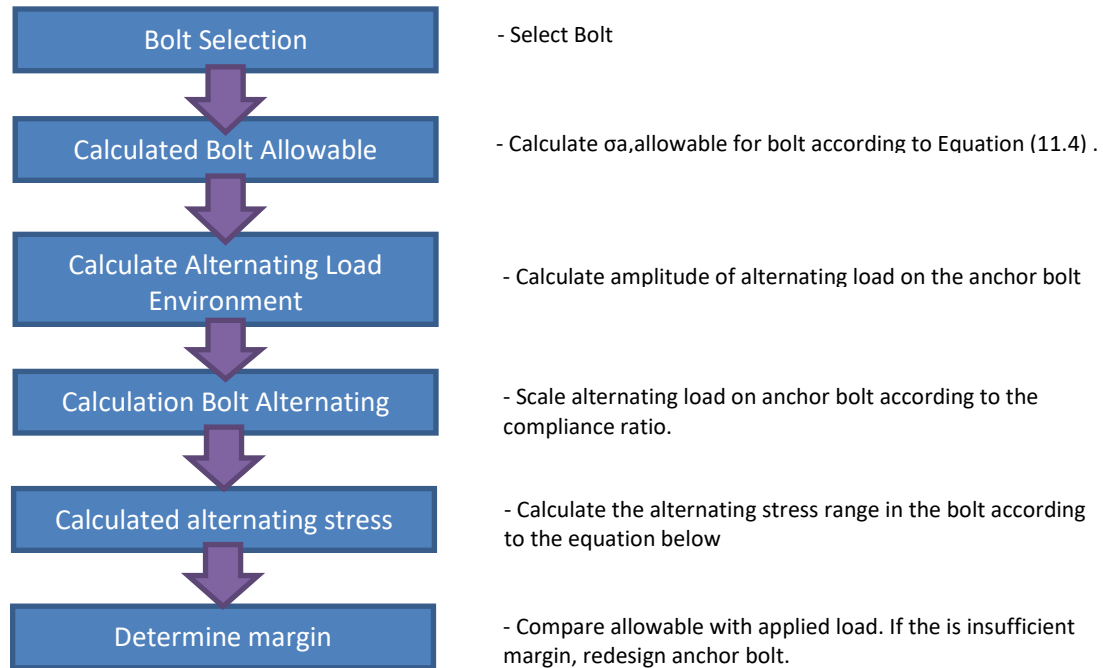 Bolt Selection
- Select Bolt
Calculated Bolt Allowable
- Calculate σa,allowable for bolt according to Equation (11.4) .
Calculate Alternating Load
Environment
- Calculate amplitude of alternating load on the anchor bolt
Calculation Bolt Alternating
- Scale alternating load on anchor bolt according to the
compliance ratio.
Calculated alternating stress
- Calculate the alternating stress range in the bolt according
to the equation below
Determine margin
- Compare allowable with applied load. If the is insufficient
margin, redesign anchor bolt.